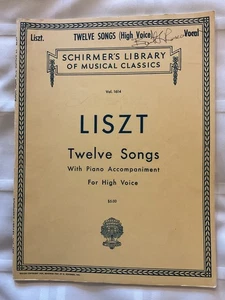 Liszt. TWELVE SONGS (High Voice) Vocal
SCHIRMER'S LIBRARY
OF MUSICAL CLASSICS
Vol. 1614
LISZT
Twelve Songs
With Piano Accompaniment
For High Voice